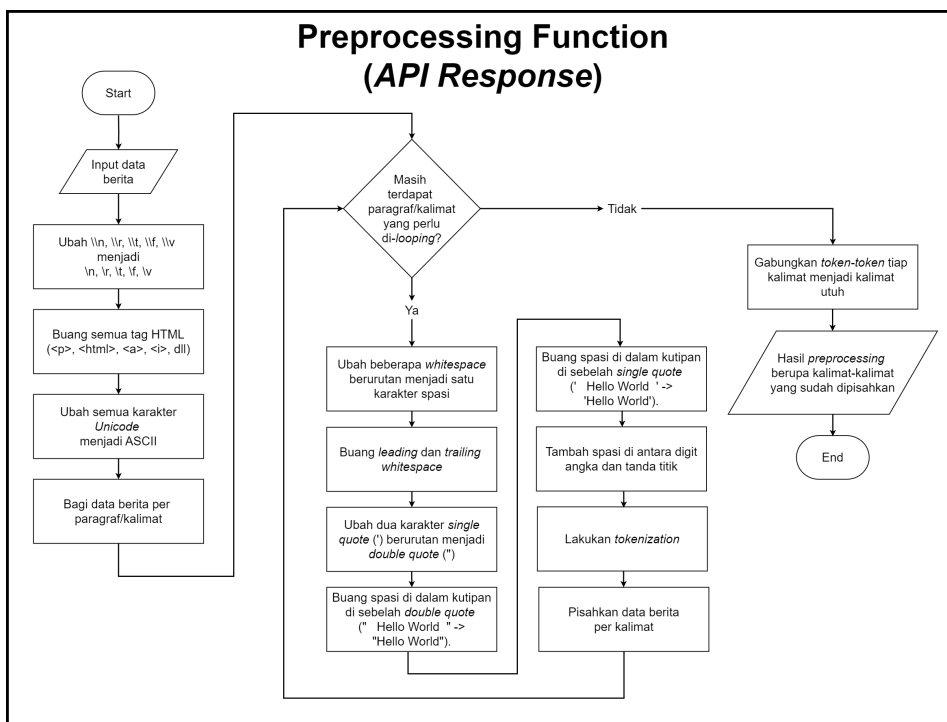 Preprocessing Function
(API Response)
Start
Input data
berita
Ubah \\n, \\r, \\t, \\f, \\v
menjadi
\n, \r, \t, \f, \v
Buang semua tag HTML
(<p>, <html>, <a>, <i>, dll)
Ubah semua karakter
Unicode
menjadi ASCII
Bagi data berita per
paragraf/kalimat
Masih
terdapat
paragraf/kalimat
yang perlu
di-looping?
Ya
Ubah beberapa whitespace
berurutan menjadi satu
karakter spasi
Buang leading dan trailing
whitespace
Ubah dua karakter single
quote (') berurutan menjadi
double quote (")
Buang spasi di dalam kutipan
di sebelah double quote
("   Hello World  " ->
"Hello World").
Buang spasi di dalam kutipan
di sebelah single quote
('   Hello World  ' ->
'Hello World').
Tambah spasi di antara digit
angka dan tanda titik
Lakukan tokenization
Pisahkan data berita
per kalimat
Tidak
Gabungkan token-token tiap
kalimat menjadi kalimat
utuh
Hasil preprocessing
berupa kalimat-kalimat
yang sudah dipisahkan
End